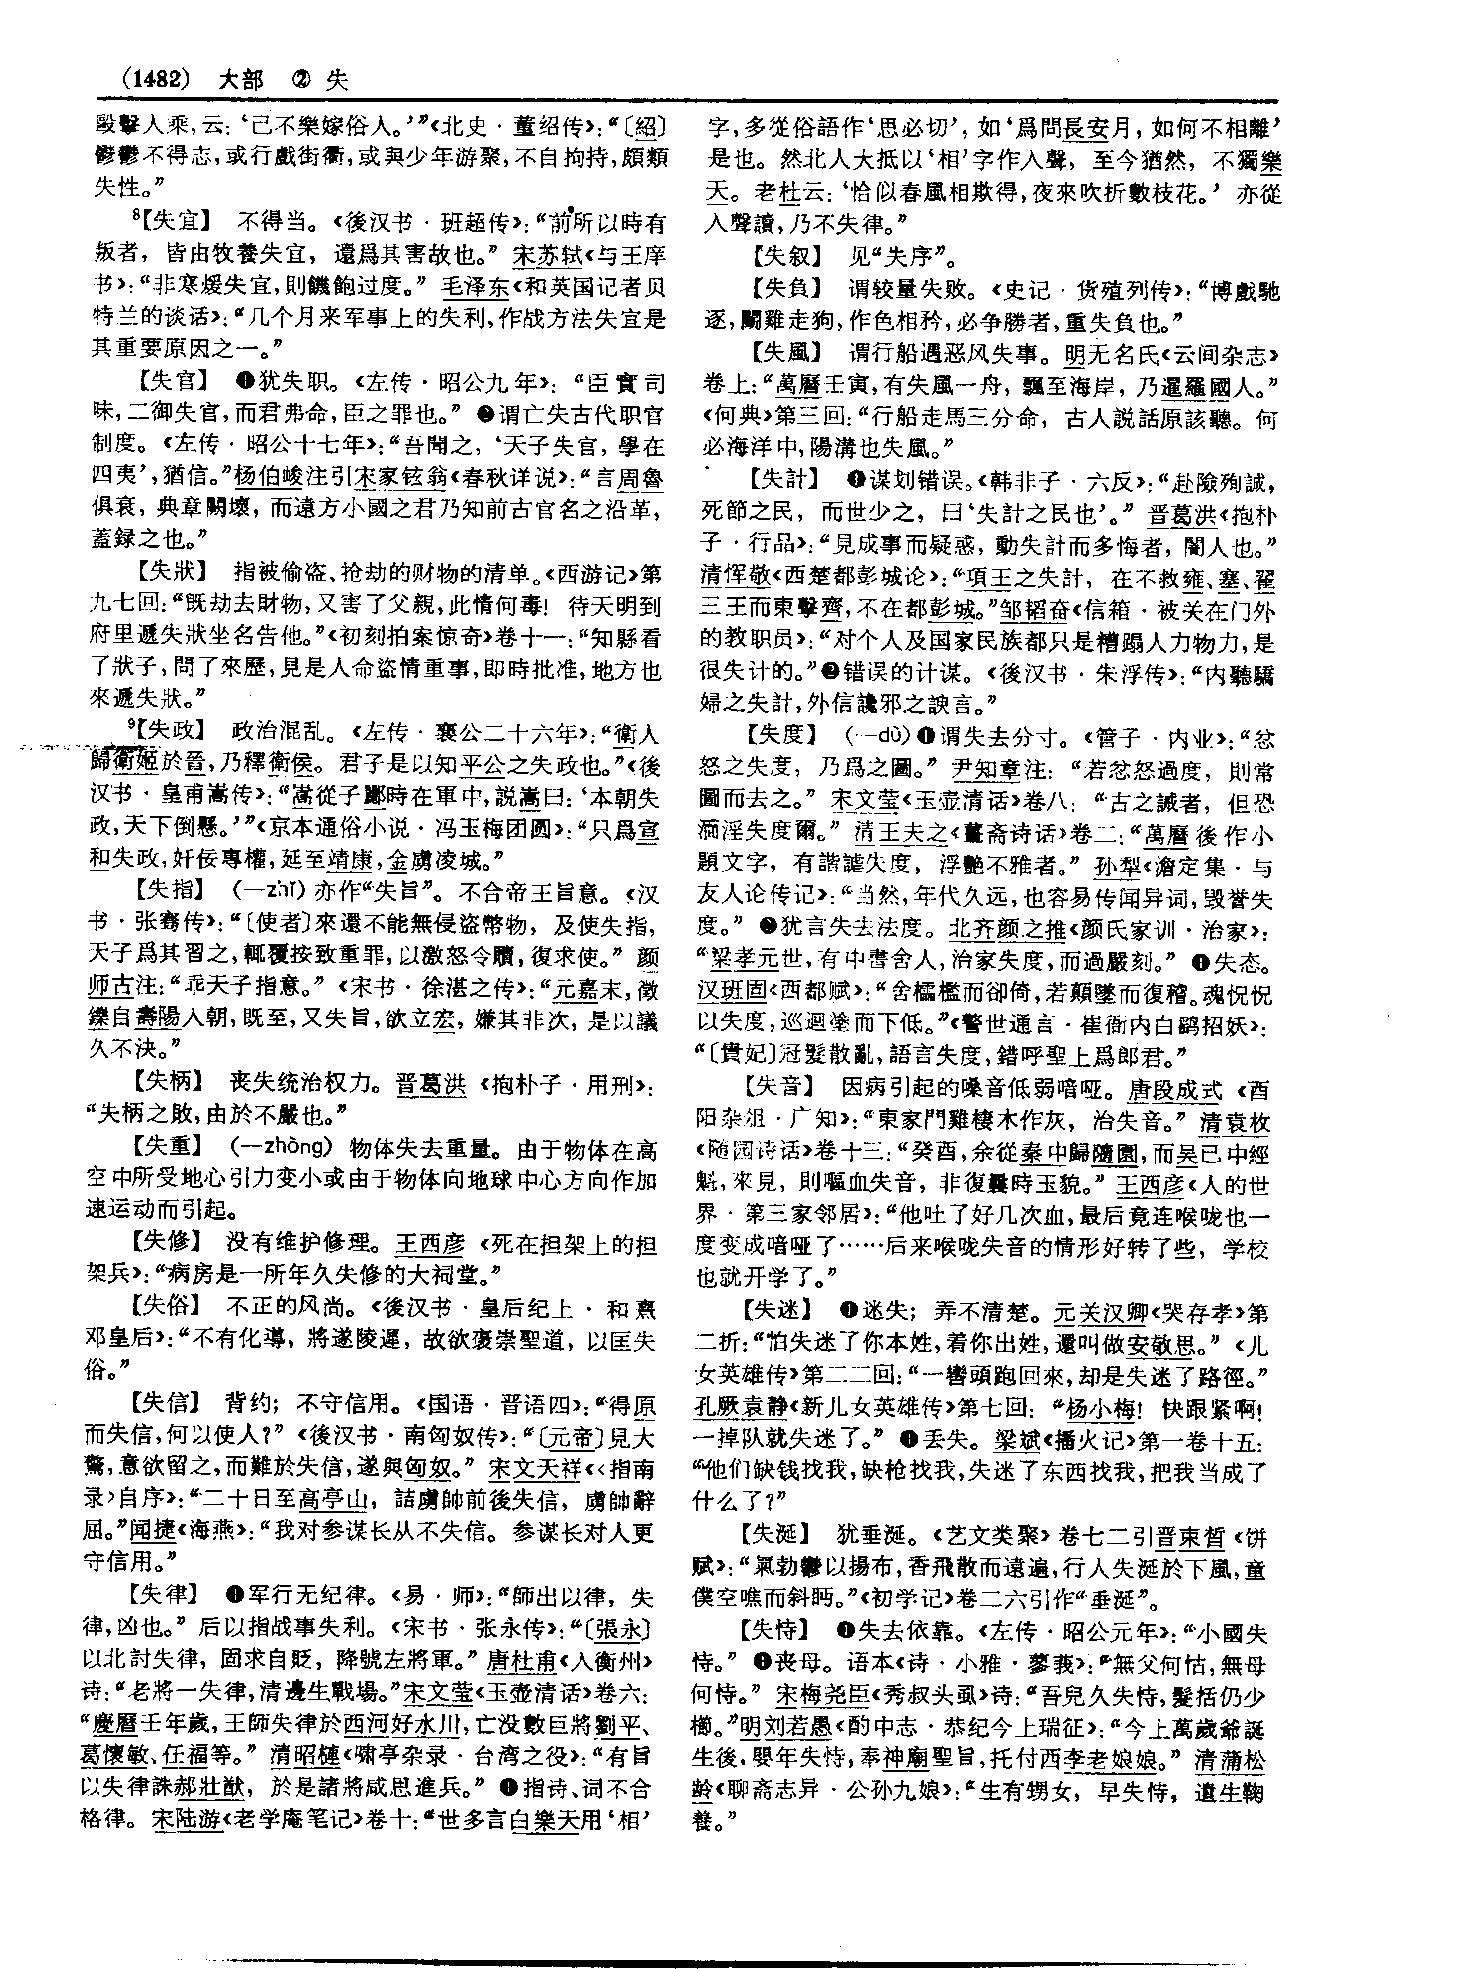 (1482) 大部 ② 失
毆擊人乘,云:‘己不樂嫁俗人。’”《北史·董绍传》:“〔紹〕
鬱鬱不得志,或行戲街衢,或與少年游聚,不自拘持,頗類
失性。”
⁸【失宜】 不得当。《後汉书·班超传》:“前所以時有
叛者，皆由牧養失宜，還爲其害故也。” 宋苏轼《与王庠
书》:“非寒煖失宜,則饑飽过度。” 毛泽东《和英国记者贝
特兰的谈话》:“几个月来军事上的失利,作战方法失宜是
其重要原因之一。”
【失官】 ❶犹失职。《左传·昭公九年》: “臣實司
味,二御失官,而君弗命,臣之罪也。” ❷谓亡失古代职官
制度。《左传·昭公十七年》:“吾聞之，‘天子失官，學在
四夷’,猶信。”杨伯峻注引宋家铉翁《春秋详说》:“言周魯
俱衰，典章闕壞，而遠方小國之君乃知前古官名之沿革，
蓋録之也。”
【失狀】 指被偷盗、抢劫的财物的清单。《西游记》第
九七回:“既劫去財物,又害了父親,此情何毒! 待天明到
府里遞失狀坐名告他。”《初刻拍案惊奇》卷十一:“知縣看
了狀子,問了來歷,見是人命盜情重事,即時批准,地方也
來遞失狀。”
⁹【失政】 政治混乱。《左传·襄公二十六年》:“衛人
歸衛姬於晉,乃釋衛侯。君子是以知平公之失政也。”《後
汉书·皇甫嵩传》:“嵩從子酈時在軍中,説嵩曰:‘本朝失
政,天下倒懸。’”《京本通俗小说·冯玉梅团圆》:“只爲宣
和失政,奸佞專權,延至靖康,金虜凌城。”
【失指】 (—zhǐ) 亦作“失旨”。不合帝王旨意。《汉
书·张骞传》:“〔使者〕來還不能無侵盜幣物，及使失指，
天子爲其習之,輒覆按致重罪,以激怒令贖,復求使。” 颜
师古注:“乖天子指意。”《宋书·徐湛之传》:“元嘉末,徵
鑠自壽陽入朝,既至,又失旨,欲立宏，嫌其非次，是以議
久不決。”
【失柄】 丧失统治权力。晋葛洪《抱朴子·用刑》:
“失柄之敗,由於不嚴也。”
【失重】 (—zhòng) 物体失去重量。由于物体在高
空中所受地心引力变小或由于物体向地球中心方向作加
速运动而引起。
【失修】 没有维护修理。王西彦《死在担架上的担
架兵》:“病房是一所年久失修的大祠堂。”
【失俗】 不正的风尚。《後汉书·皇后纪上·和熹
邓皇后》:“不有化導，將遂陵遲，故欲褒崇聖道，以匡失
俗。”
【失信】 背约；不守信用。《国语·晋语四》:“得原
而失信,何以使人?”《後汉书·南匈奴传》:“〔元帝〕見大
驚,意欲留之,而難於失信,遂與匈奴。” 宋文天祥《〈指南
录〉自序》:“二十日至高亭山，詰虜帥前後失信，虜帥辭
屈。”闻捷《海燕》:“我对参谋长从不失信。参谋长对人更
守信用。”
【失律】 ❶军行无纪律。《易·师》:“師出以律，失
律,凶也。” 后以指战事失利。《宋书·张永传》:“〔張永〕
以北討失律，固求自貶，降號左將軍。” 唐杜甫《入衡州》
诗:“老將一失律,清邊生戰場。”宋文莹《玉壶清话》卷六:
“慶曆壬午歲,王師失律於西河好水川,亡没數巨將劉平、
葛懷敏、任福等。” 清昭梿《啸亭杂录·台湾之役》:“有旨
以失律誅郝壯猷，於是諸將咸思進兵。” ❷指诗、词不合
格律。宋陆游《老学庵笔记》卷十:“世多言白樂天用‘相’
字,多從俗語作‘思必切’,如‘爲問長安月，如何不相離’
是也。然北人大抵以‘相’字作入聲，至今猶然，不獨樂
天。老杜云:‘恰似春風相欺得,夜來吹折數枝花。’ 亦從
入聲讀,乃不失律。”
【失叙】 见“失序”。
【失負】 谓较量失败。《史记·货殖列传》:“博戲馳
逐,鬭雞走狗,作色相矜,必争勝者,重失負也。”
【失風】 谓行船遇恶风失事。明无名氏《云间杂志》
卷上:“萬曆壬寅,有失風一舟，飄至海岸，乃暹羅國人。”
《何典》第三回:“行船走馬三分命，古人説話原該聽。何
必海洋中,陽溝也失風。”
【失計】 ❶谋划错误。《韩非子·六反》:“赴險殉誠，
死節之民，而世少之，曰‘失計之民也’。” 晋葛洪《抱朴
子·行品》:“見成事而疑惑，動失計而多悔者，闇人也。”
清恽敬《西楚都彭城论》:“項王之失計，在不救雍、塞、翟
三王而東擊齊,不在都彭城。”邹韬奋《信箱·被关在门外
的教职员》:“对个人及国家民族都只是糟蹋人力物力,是
很失计的。”❷错误的计谋。《後汉书·朱浮传》:“内聽驕
婦之失計,外信讒邪之諛言。”
【失度】 (—dù)❶谓失去分寸。《管子·内业》:“忿
怒之失度，乃爲之圖。” 尹知章注: “若忿怒過度，則常
圖而去之。” 宋文莹《玉壶清话》卷八: “古之誡者，但恐
湎淫失度爾。” 清王夫之《薑斋诗话》卷二:“萬曆後作小
題文字，有諧謔失度，浮艷不雅者。” 孙犁《澹定集·与
友人论传记》:“当然,年代久远,也容易传闻异词,毁誉失
度。” ❷犹言失去法度。北齐颜之推《颜氏家训·治家》:
“梁孝元世,有中書舍人,治家失度,而過嚴刻。” ❸失态。
汉班固《西都赋》:“舍櫺檻而卻倚,若顛墜而復稽。魂怳怳
以失度,巡迴塗而下低。”《警世通言·崔衙内白鹞招妖》:
“〔貴妃〕冠髮散亂,語言失度,錯呼聖上爲郎君。”
【失音】 因病引起的嗓音低弱喑哑。唐段成式《酉
阳杂俎·广知》:“東家門雞棲木作灰，治失音。” 清袁枚
《随园诗话》卷十三:“癸酉,余從秦中歸隨園,而吴已中經
魁,來見，則嘔血失音，非復曩時玉貌。” 王西彦《人的世
界·第三家邻居》:“他吐了好几次血,最后竟连喉咙也一
度变成喑哑了……后来喉咙失音的情形好转了些，学校
也就开学了。”
【失迷】 ❶迷失；弄不清楚。元关汉卿《哭存孝》第
二折:“怕失迷了你本姓,着你出姓,還叫做安敬思。”《儿
女英雄传》第二二回:“一轡頭跑回來,却是失迷了路徑。”
孔厥袁静《新儿女英雄传》第七回: “杨小梅! 快跟紧啊!
一掉队就失迷了。” ❷丢失。梁斌《播火记》第一卷十五:
“他们缺钱找我,缺枪找我,失迷了东西找我,把我当成了
什么了?”
【失涎】 犹垂涎。《艺文类聚》卷七二引晋束皙《饼
赋》:“氣勃鬱以揚布,香飛散而遠遍,行人失涎於下風,童
僕空噍而斜眄。”《初学记》卷二六引作“垂涎”。
【失恃】 ❶失去依靠。《左传·昭公元年》:“小國失
恃。” ❷丧母。语本《诗·小雅·蓼莪》:“無父何怙,無母
何恃。” 宋梅尧臣《秀叔头虱》诗:“吾兒久失恃,髮括仍少
櫛。”明刘若愚《酌中志·恭纪今上瑞征》:“今上萬歲爺誕
生後,嬰年失恃,奉神廟聖旨,托付西李老娘娘。” 清蒲松
龄《聊斋志异·公孙九娘》:“生有甥女，早失恃，遺生鞠
養。”